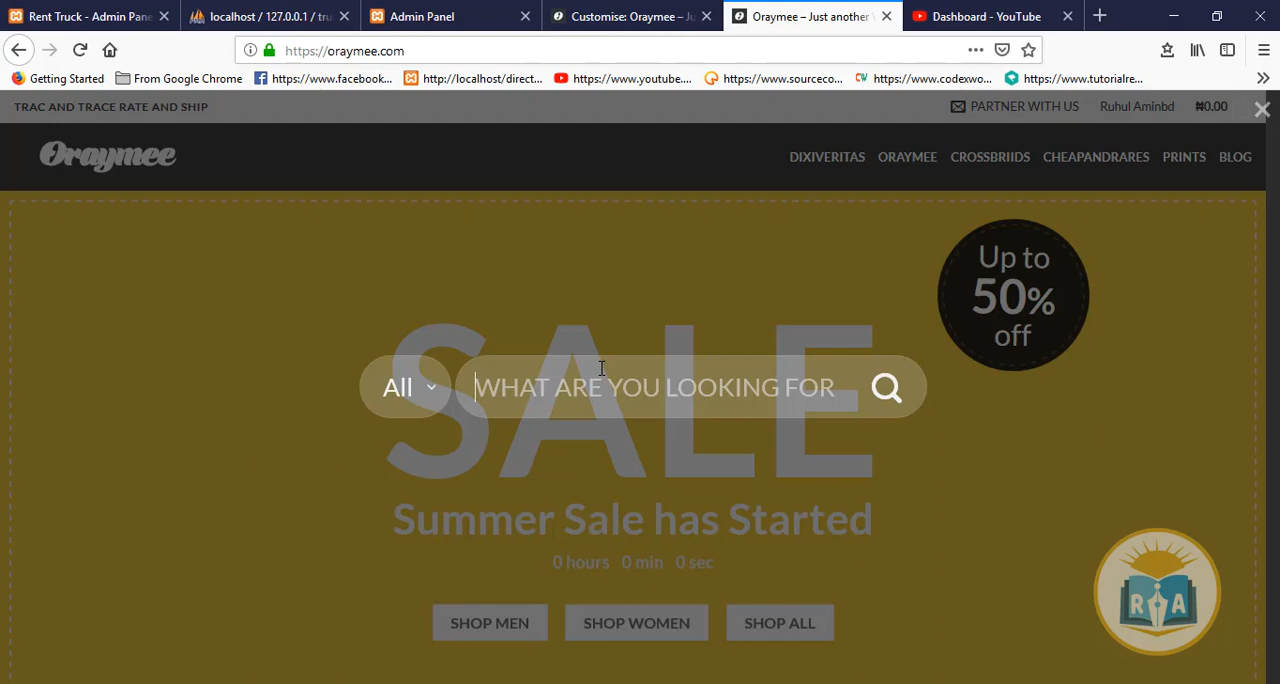 Rent Truck - Admin Pane
localhost / 127.0.0.1 / tru
Admin Panel
Customise: Oraymee – Ju
Oraymee – Just another
Dashboard - YouTube
https://oraymee.com
Getting Started
From Google Chrome
https://www.facebook...
http://localhost/direct...
https://www.youtube....
https://www.sourceco...
https://www.codexwo...
https://www.tutorialre...
TRAC AND TRACE RATE AND SHIP
PARTNER WITH US
Ruhul Aminbd
₦0.00
Oraymee
DIXIVERITAS
ORAYMEE
CROSSBRIIDS
CHEAPANDRARES
PRINTS
BLOG
Up to
50%
off
SALE
All
WHAT ARE YOU LOOKING FOR
Summer Sale has Started
0 hours 0 min 0 sec
SHOP MEN
SHOP WOMEN
SHOP ALL
R A